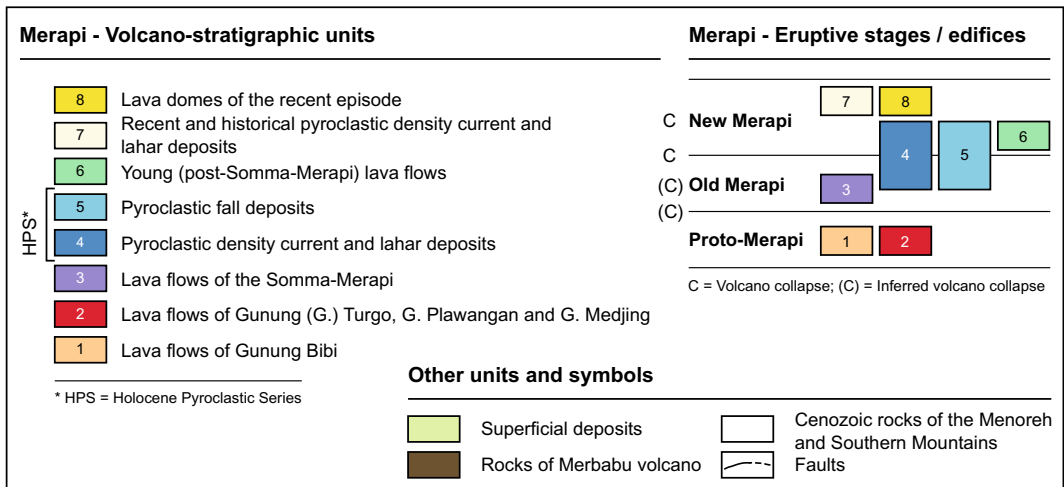 Merapi - Volcano-stratigraphic units
8 Lava domes of the recent episode
7 Recent and historical pyroclastic density current and
lahar deposits
6 Young (post-Somma-Merapi) lava flows
HPS*
5 Pyroclastic fall deposits
4 Pyroclastic density current and lahar deposits
3 Lava flows of the Somma-Merapi
2 Lava flows of Gunung (G.) Turgo, G. Plawangan and G. Medjing
1 Lava flows of Gunung Bibi
* HPS = Holocene Pyroclastic Series
Merapi - Eruptive stages / edifices
7 8
C New Merapi
6
C
4 5
(C) Old Merapi
3
(C)
Proto-Merapi 1 2
C = Volcano collapse; (C) = Inferred volcano collapse
Other units and symbols
Superficial deposits
Rocks of Merbabu volcano
Cenozoic rocks of the Menoreh
and Southern Mountains
Faults